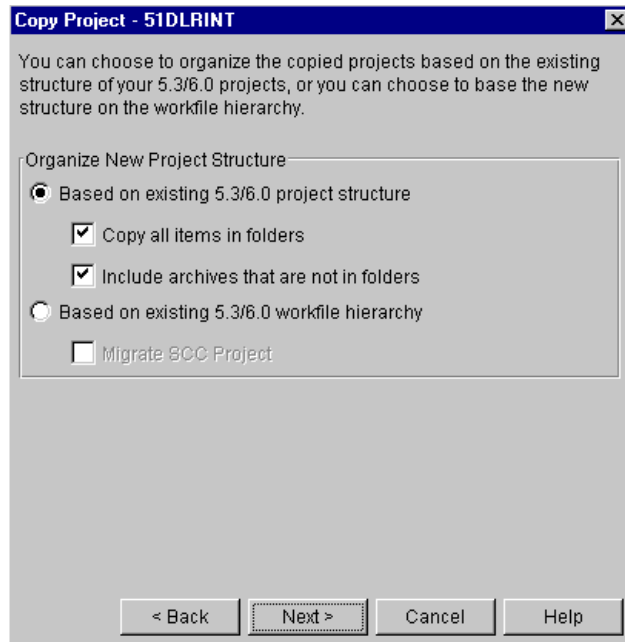 Copy Project - 51DLRINT
You can choose to organize the copied projects based on the existing
structure of your 5.3/6.0 projects, or you can choose to base the new
structure on the workfile hierarchy.
Organize New Project Structure
Based on existing 5.3/6.0 project structure
Copy all items in folders
Include archives that are not in folders
Based on existing 5.3/6.0 workfile hierarchy
Migrate SCC Project
< Back Next > Cancel Help